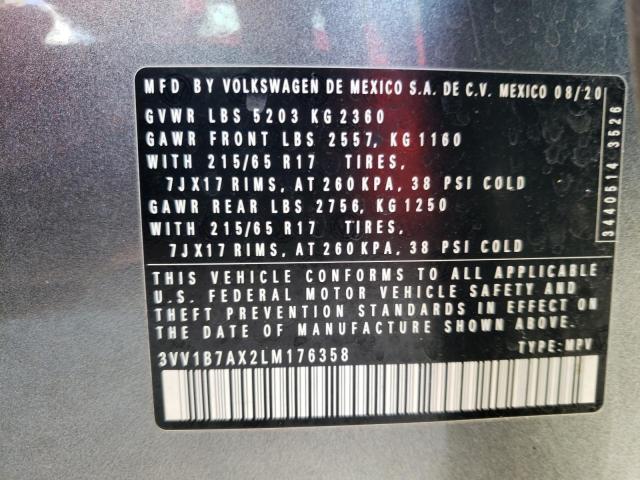 MFD BY VOLKSWAGEN DE MEXICO S.A. DE C.V. MEXICO 08/20
GVWR LBS 5203 KG 2360
GAWR FRONT LBS 2557, KG 1160
WITH 215/65 R17 TIRES,
7JX17 RIMS, AT 260 KPA, 38 PSI COLD
GAWR REAR LBS 2756, KG 1250
WITH 215/65 R17 TIRES,
7JX17 RIMS, AT 260 KPA, 38 PSI COLD
THIS VEHICLE CONFORMS TO ALL APPLICABLE
U.S. FEDERAL MOTOR VEHICLE SAFETY AND
THEFT PREVENTION STANDARDS IN EFFECT ON
THE DATE OF MANUFACTURE SHOWN ABOVE.
3VV1B7AX2LM176358 TYPE: MPV
3440514 3526